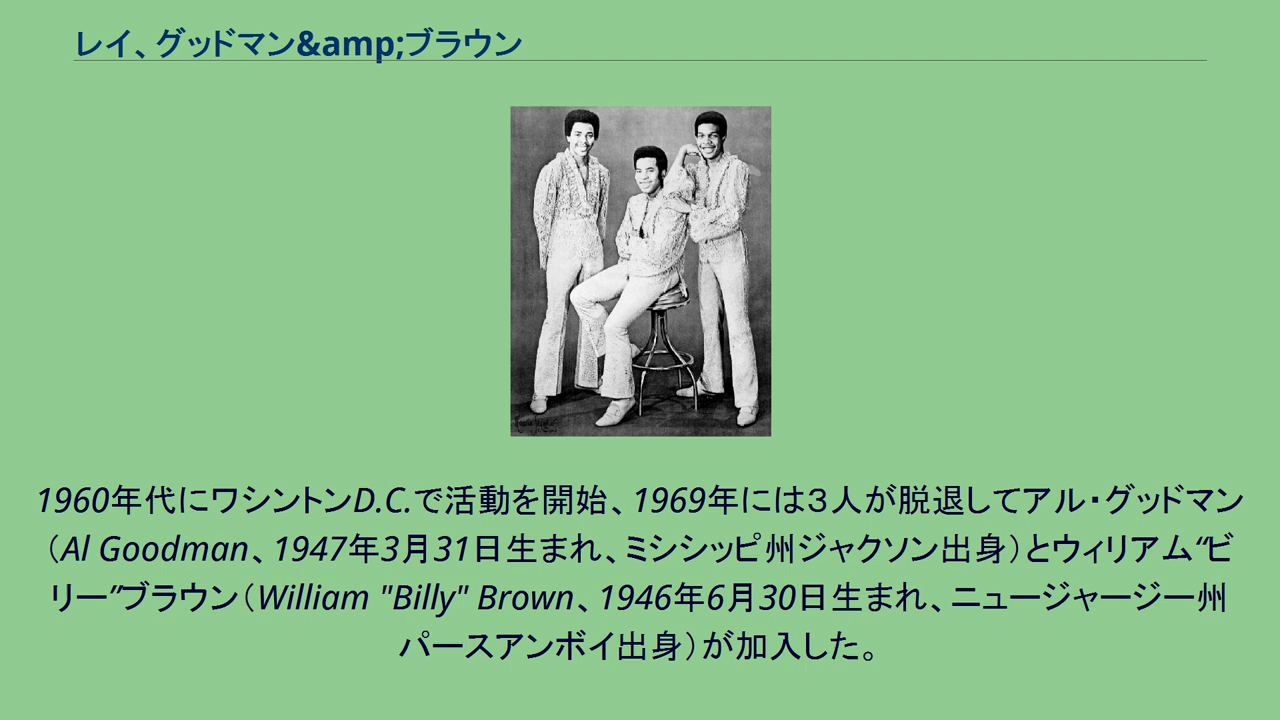 レイ、グッドマン&amp;ブラウン
1960年代にワシントンD.C.で活動を開始、1969年には３人が脱退してアル・グッドマン
（Al Goodman、1947年3月31日生まれ、ミシシッピ州ジャクソン出身）とウィリアム“ビ
リー”ブラウン（William "Billy" Brown、1946年6月30日生まれ、ニュージャージー州
パースアンボイ出身）が加入した。